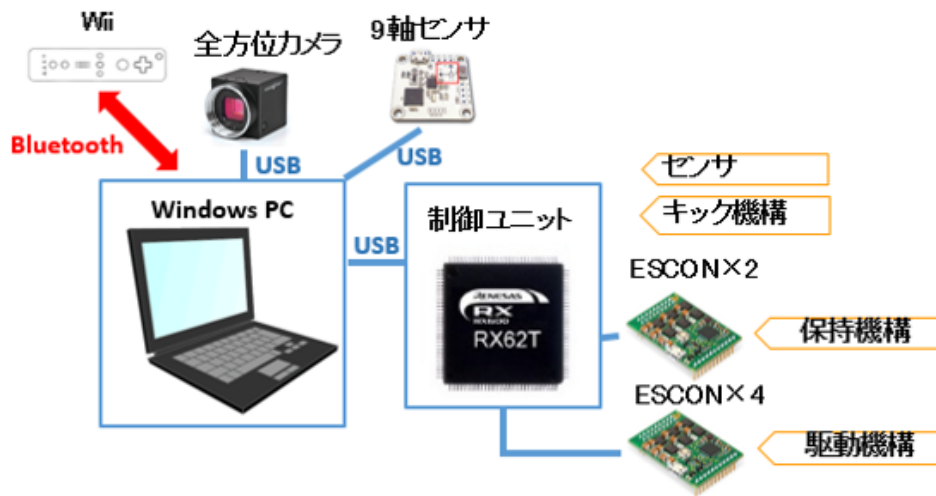 Wii
全方位カメラ
9軸センサ
Bluetooth
USB
USB
Windows PC
USB
制御ユニット
RENESAS
RX
RX600
RX62T
センサ
キック機構
ESCON×2
保持機構
ESCON×4
駆動機構